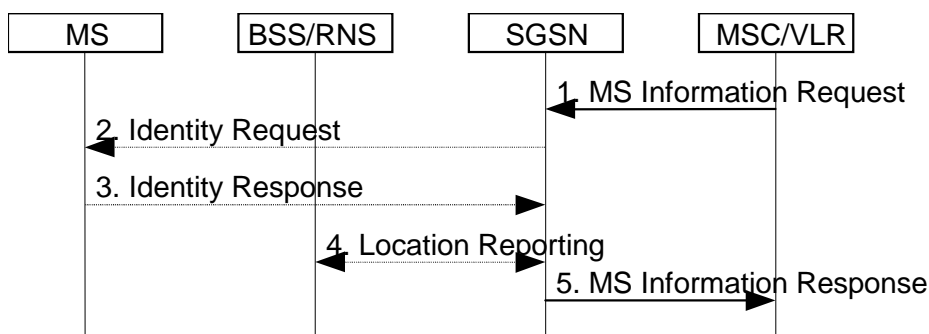 MS BSS/RNS SGSN MSC/VLR
1. MS Information Request
2. Identity Request
3. Identity Response
4. Location Reporting
5. MS Information Response